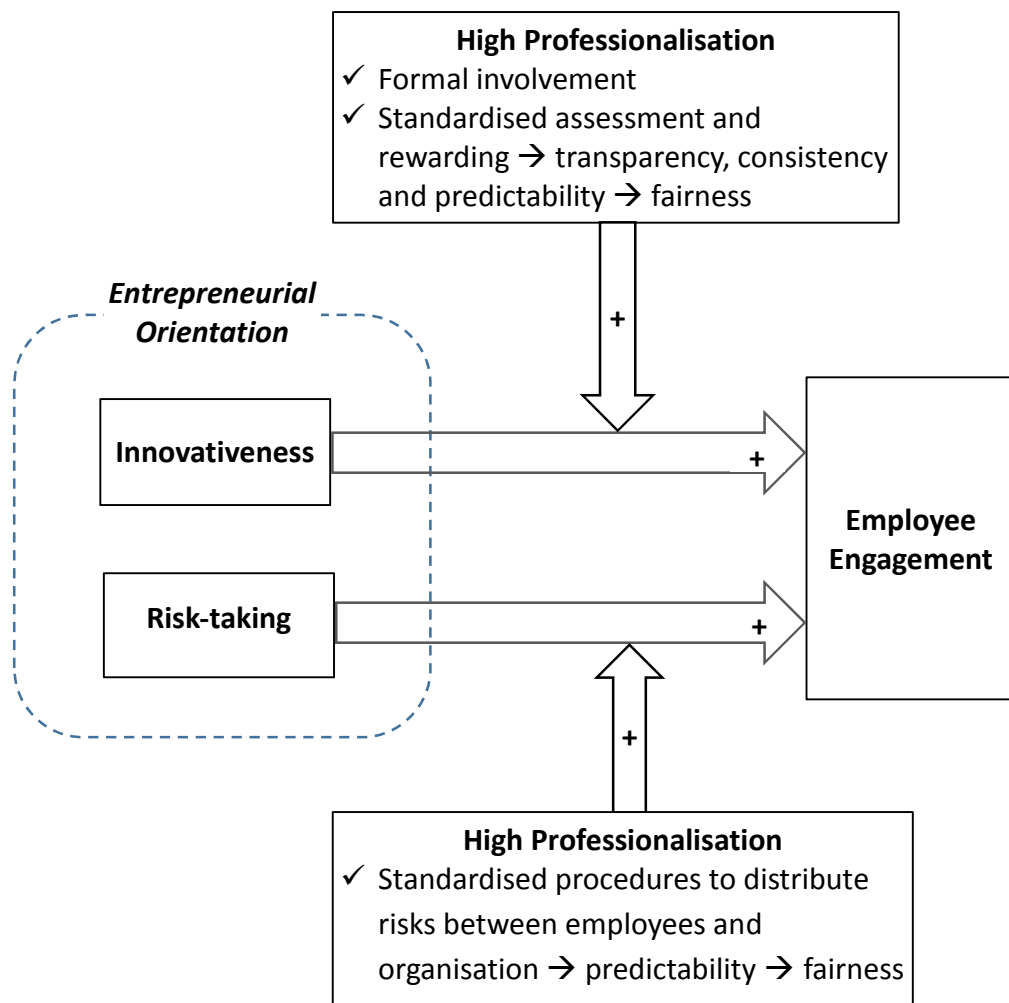 High Professionalisation
✓ Formal involvement
✓ Standardised assessment and
rewarding → transparency, consistency
and predictability → fairness
+
Entrepreneurial
Orientation
Innovativeness
+
Employee
Engagement
Risk-taking
+
+
High Professionalisation
✓ Standardised procedures to distribute
risks between employees and
organisation → predictability → fairness